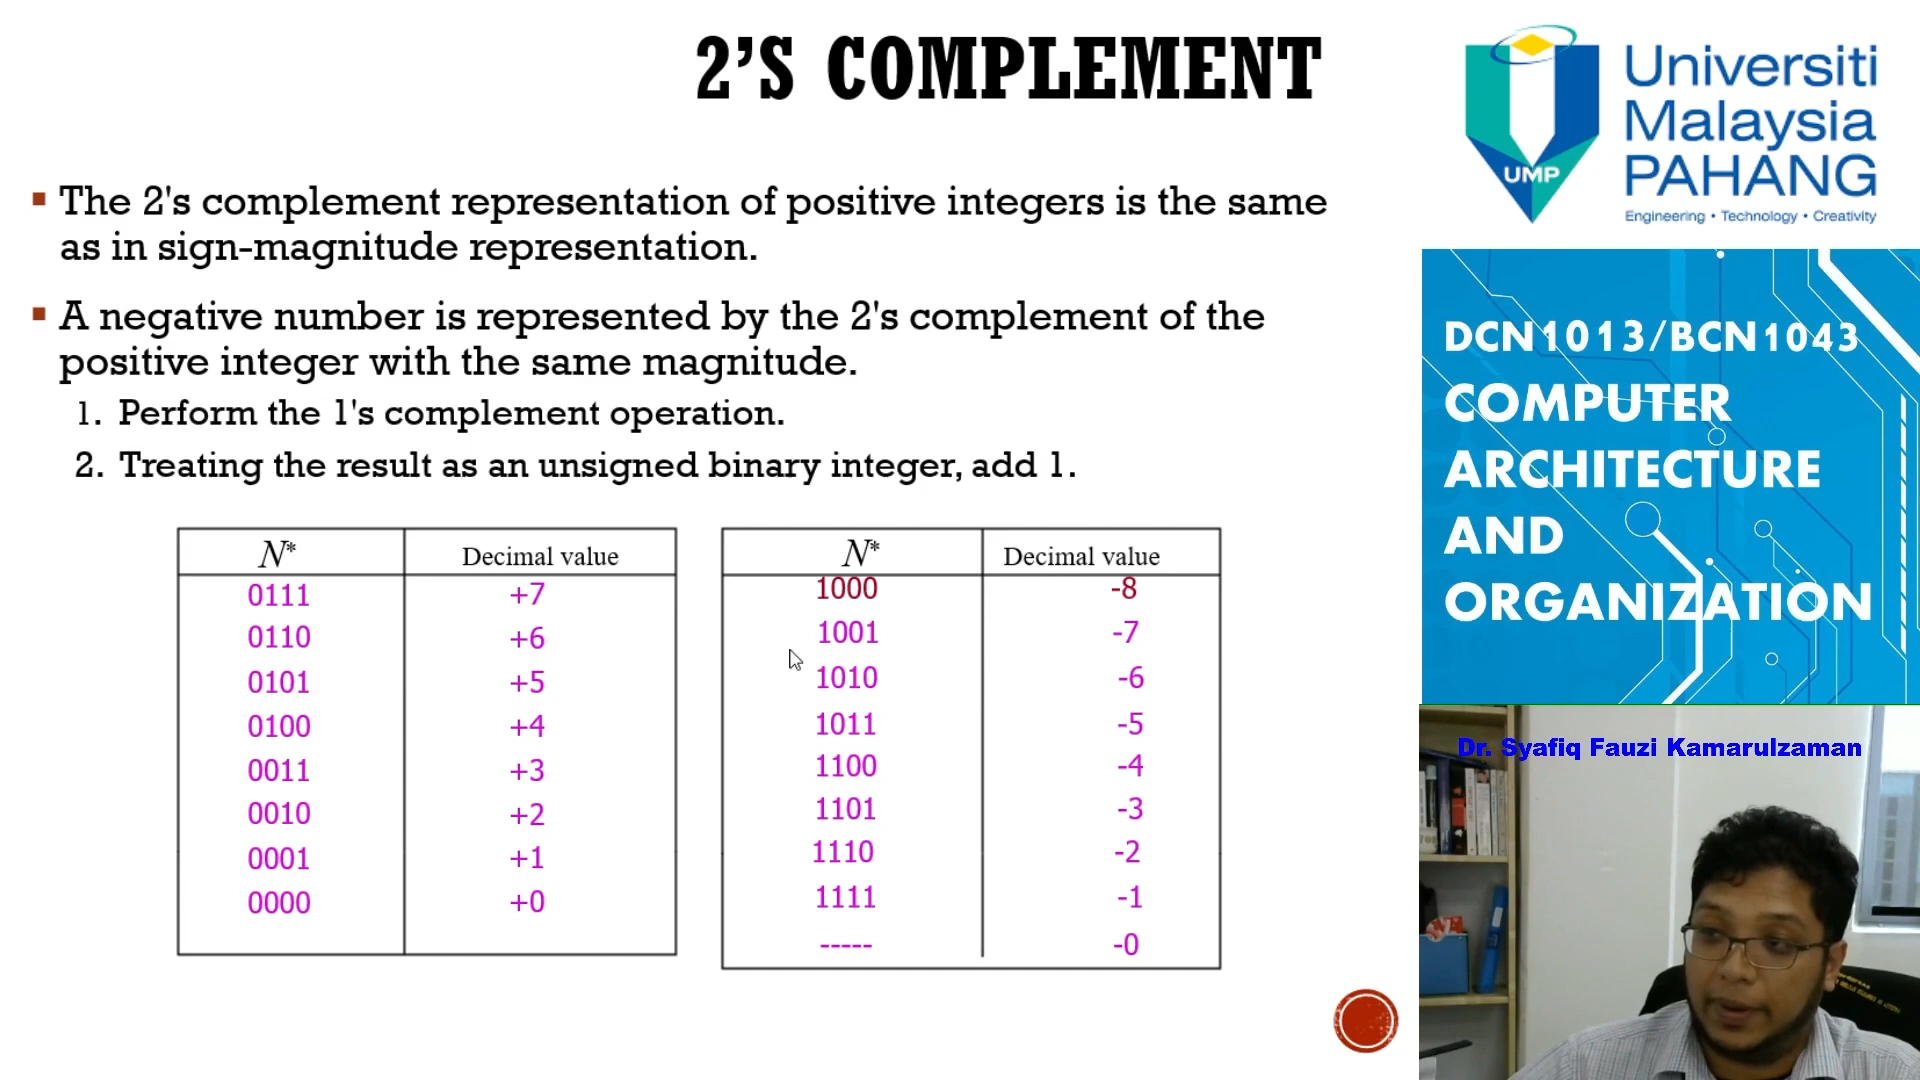 2'S COMPLEMENT
The 2's complement representation of positive integers is the same
as in sign-magnitude representation.
A negative number is represented by the 2's complement of the
positive integer with the same magnitude.
1. Perform the 1's complement operation.
2. Treating the result as an unsigned binary integer, add 1.
N* Decimal value
0111 +7
0110 +6
0101 +5
0100 +4
0011 +3
0010 +2
0001 +1
0000 +0
N* Decimal value
1000 -8
1001 -7
1010 -6
1011 -5
1100 -4
1101 -3
1110 -2
1111 -1
----- -0
UMP
Universiti
Malaysia
PAHANG
Engineering • Technology • Creativity
DCN1013/BCN1043
COMPUTER
ARCHITECTURE
AND
ORGANIZATION
Dr. Syafiq Fauzi Kamarulzaman